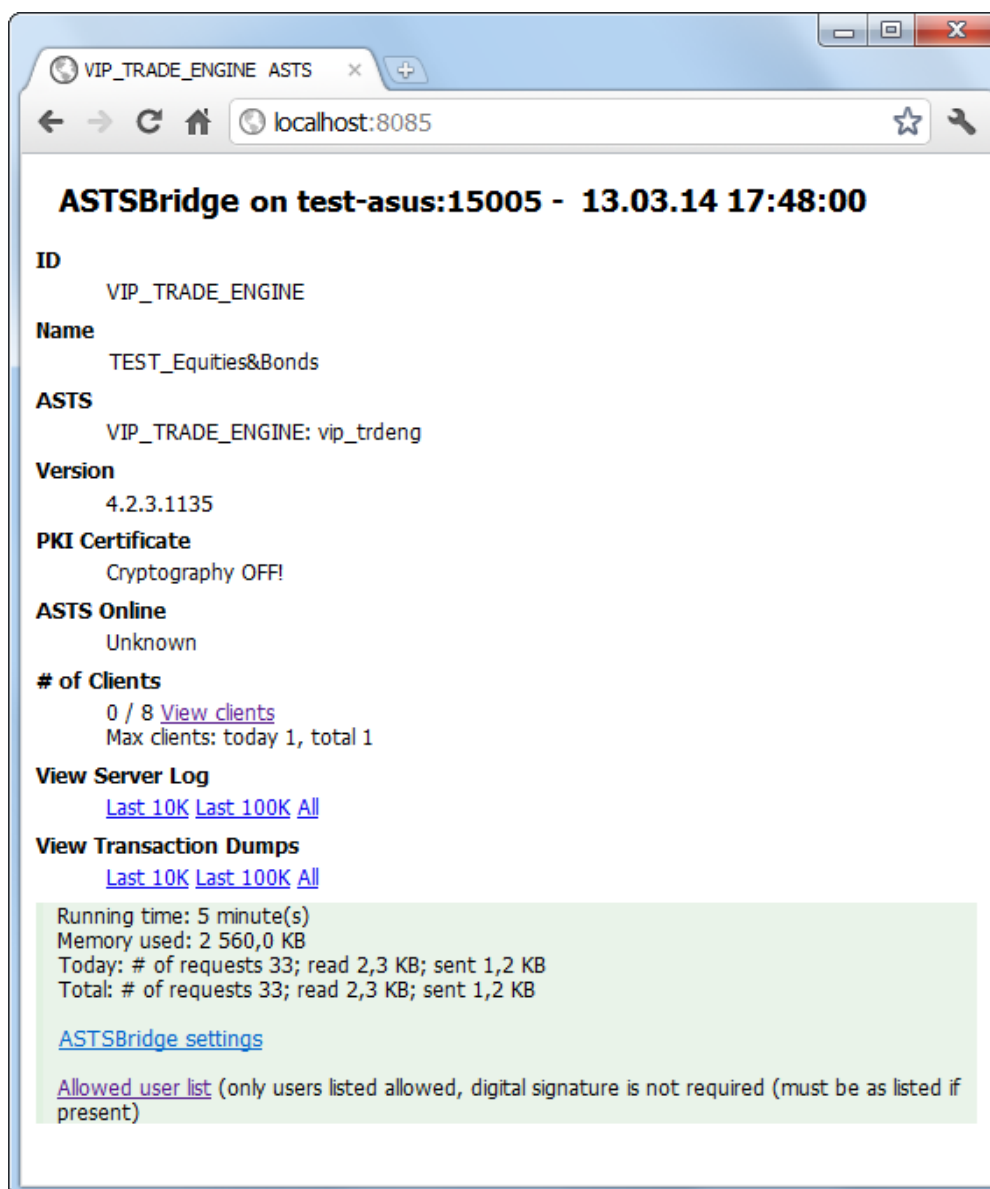 VIP_TRADE_ENGINE ASTS
localhost:8085
ASTSBridge on test-asus:15005 - 13.03.14 17:48:00
ID
VIP_TRADE_ENGINE
Name
TEST_Equities&Bonds
ASTS
VIP_TRADE_ENGINE: vip_trdeng
Version
4.2.3.1135
PKI Certificate
Cryptography OFF!
ASTS Online
Unknown
# of Clients
0 / 8 View clients
Max clients: today 1, total 1
View Server Log
Last 10K Last 100K All
View Transaction Dumps
Last 10K Last 100K All
Running time: 5 minute(s)
Memory used: 2 560,0 KB
Today: # of requests 33; read 2,3 KB; sent 1,2 KB
Total: # of requests 33; read 2,3 KB; sent 1,2 KB
ASTSBridge settings
Allowed user list (only users listed allowed, digital signature is not required (must be as listed if
present)